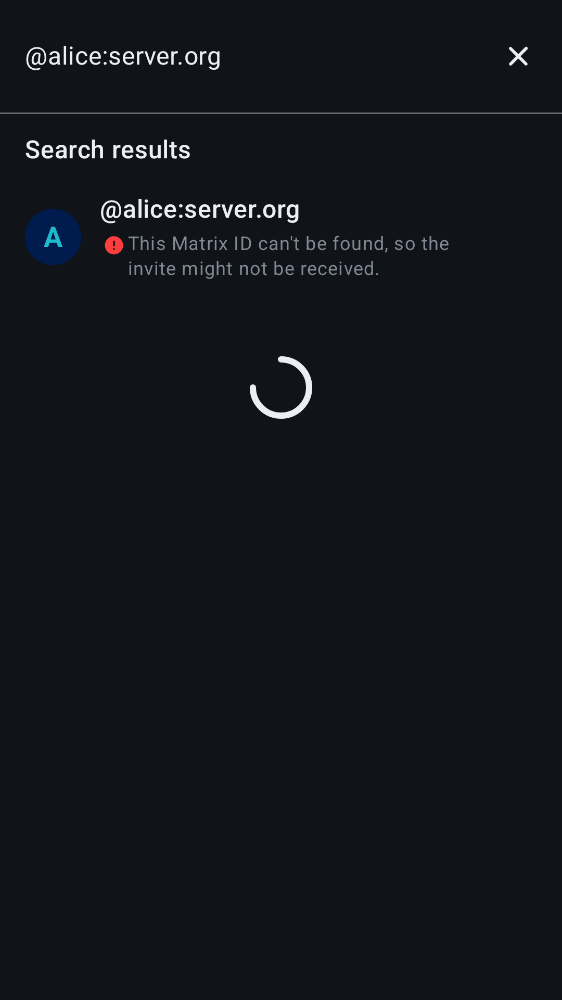 @alice:server.org
Search results
A
@alice:server.org
This Matrix ID can't be found, so the
invite might not be received.